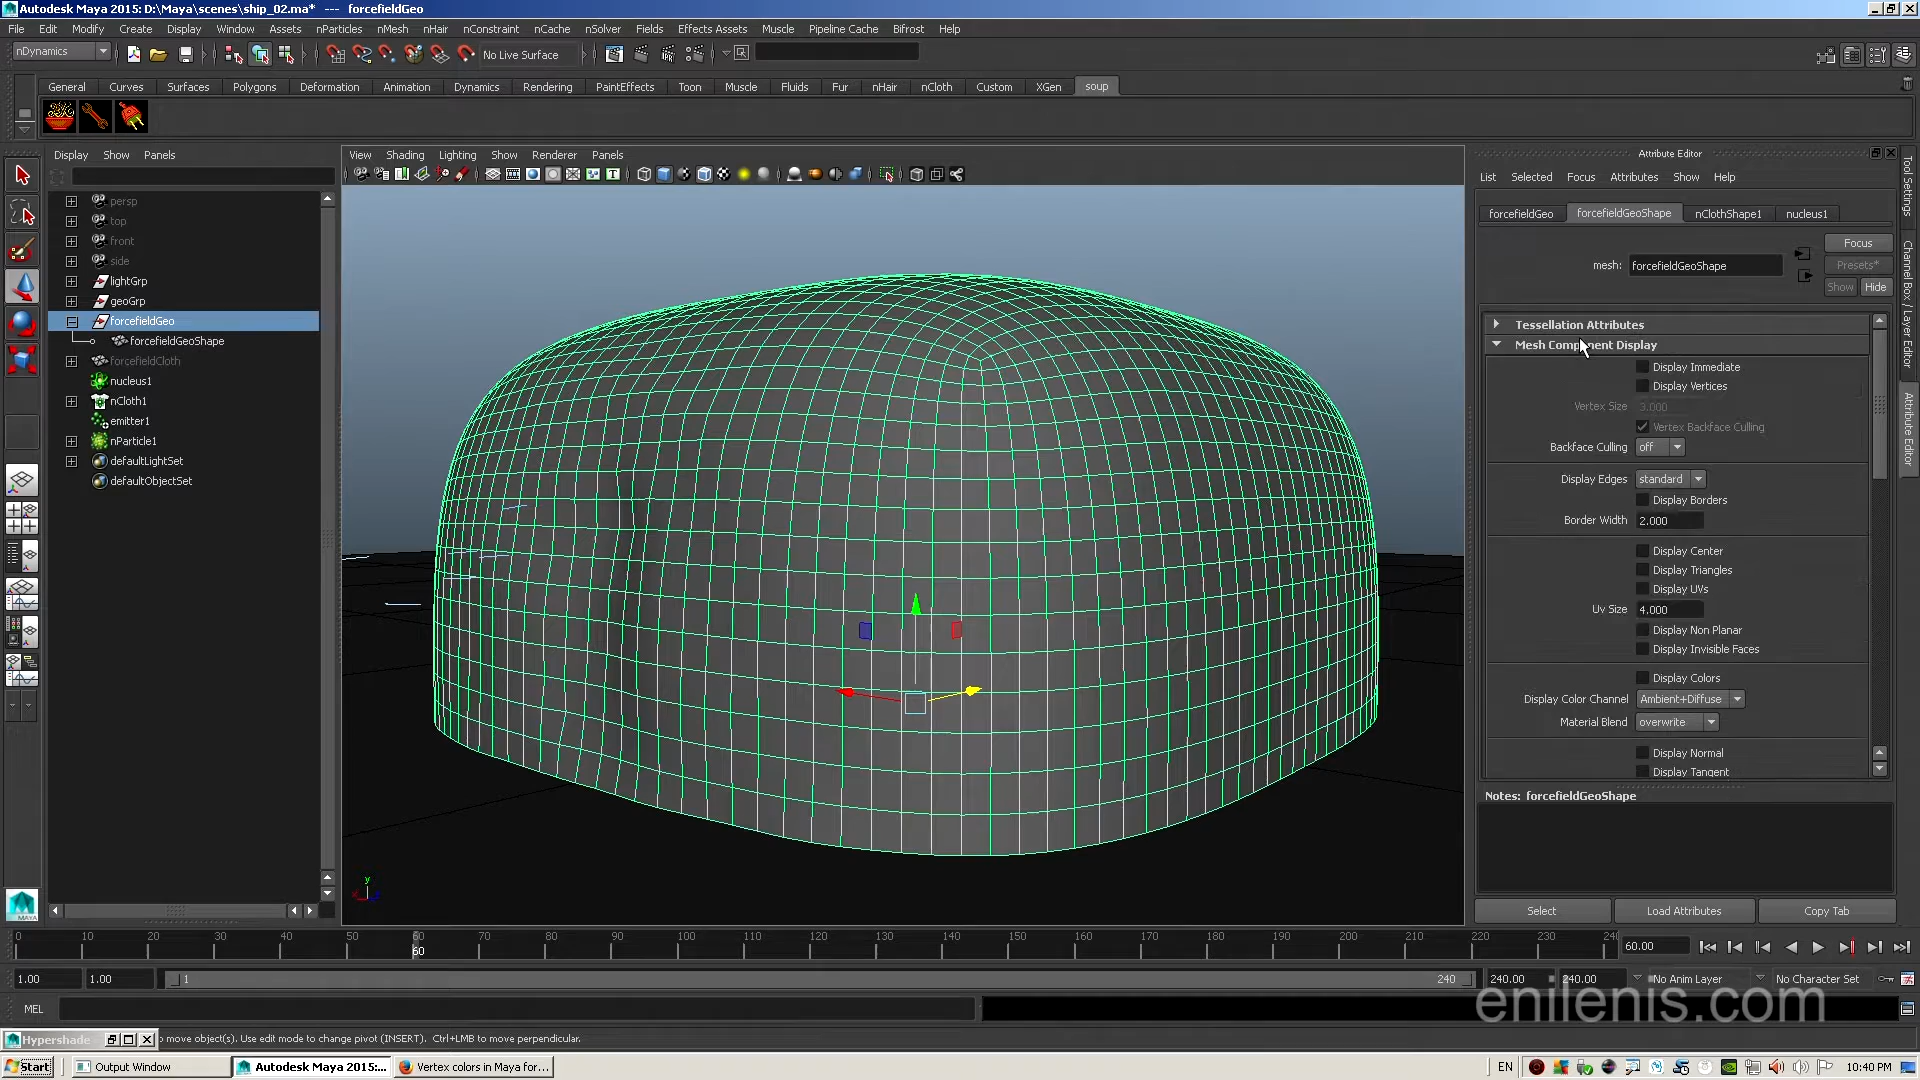 Autodesk Maya 2015: D:\Maya\scenes\ship_02.ma* --- forcefieldGeo
File Edit Modify Create Display Window Assets nParticles nMesh nHair nConstraint nCache nSolver Fields Effects Assets Muscle Pipeline Cache Bifrost Help
nDynamics
No Live Surface
General Curves Surfaces Polygons Deformation Animation Dynamics Rendering PaintEffects Toon Muscle Fluids Fur nHair nCloth Custom XGen soup
Display Show Panels
persp
top
front
side
lightGrp
geoGrp
forcefieldGeo
forcefieldGeoShape
forcefieldCloth
nucleus1
nCloth1
emitter1
nParticle1
defaultLightSet
defaultObjectSet
View Shading Lighting Show Renderer Panels
y
Attribute Editor
List Selected Focus Attributes Show Help
forcefieldGeo forcefieldGeoShape nClothShape1 nucleus1
Focus
mesh: forcefieldGeoShape
Presets*
Show Hide
Tessellation Attributes
Mesh Component Display
Display Immediate
Display Vertices
Vertex Size 3.000
Vertex Backface Culling
Backface Culling off
Display Edges standard
Display Borders
Border Width 2.000
Display Center
Display Triangles
Display UVs
Uv Size 4.000
Display Non Planar
Display Invisible Faces
Display Colors
Display Color Channel Ambient+Diffuse
Material Blend overwrite
Display Normal
Display Tangent
Notes: forcefieldGeoShape
Select Load Attributes Copy Tab
Tool Settings
Channel Box / Layer Editor
Attribute Editor
MAYA
0 10 20 30 40 50 60 70 80 90 100 110 120 130 140 150 160 170 180 190 200 210 220 230 24
60
60.00
1.00 1.00 1 240 240.00 240.00 No Anim Layer No Character Set
MEL
enilenis.com
Hypershade
o move object(s). Use edit mode to change pivot (INSERT). Ctrl+LMB to move perpendicular.
Start Output Window Autodesk Maya 2015:... Vertex colors in Maya for... EN 10:40 PM